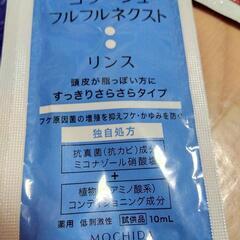 コラージュ
フルフルネクスト
リンス
頭皮が脂っぽい方に
すっきりさらさらタイプ
フケ原因菌の増殖を抑えフケ・かゆみを防ぐ
独自処方
抗真菌(抗カビ)成分
ミコナゾール硝酸塩
+
植物性(アミノ酸系)
コンディショニング成分
薬用 低刺激性 試供品 10mL
MOCHIDA